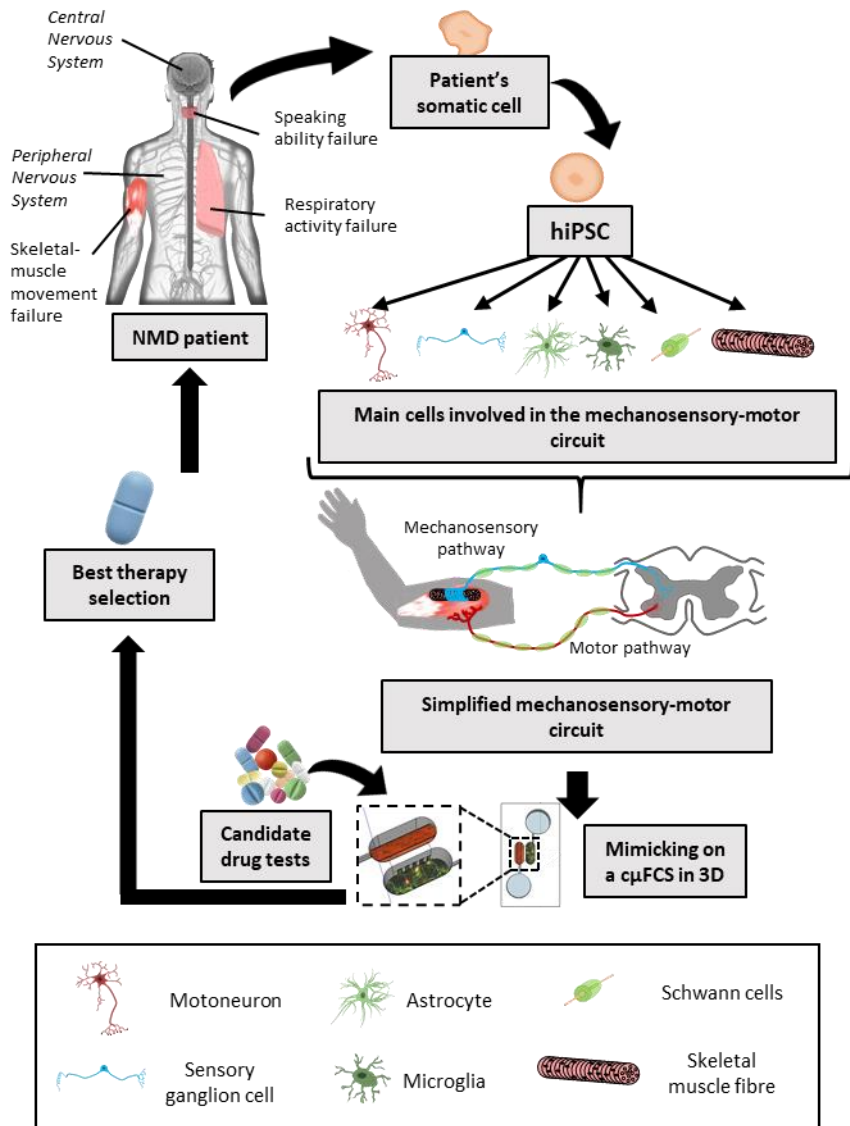 Central
Nervous
System
Speaking
ability failure
Peripheral
Nervous
System
Respiratory
activity failure
Skeletal-
muscle
movement
failure
NMD patient
Patient's
somatic cell
hiPSC
Main cells involved in the mechanosensory-motor
circuit
Mechanosensory
pathway
Motor pathway
Simplified mechanosensory-motor
circuit
Best therapy
selection
Candidate
drug tests
Mimicking on
a cμFCS in 3D
Motoneuron
Astrocyte
Schwann cells
Sensory
ganglion cell
Microglia
Skeletal
muscle fibre